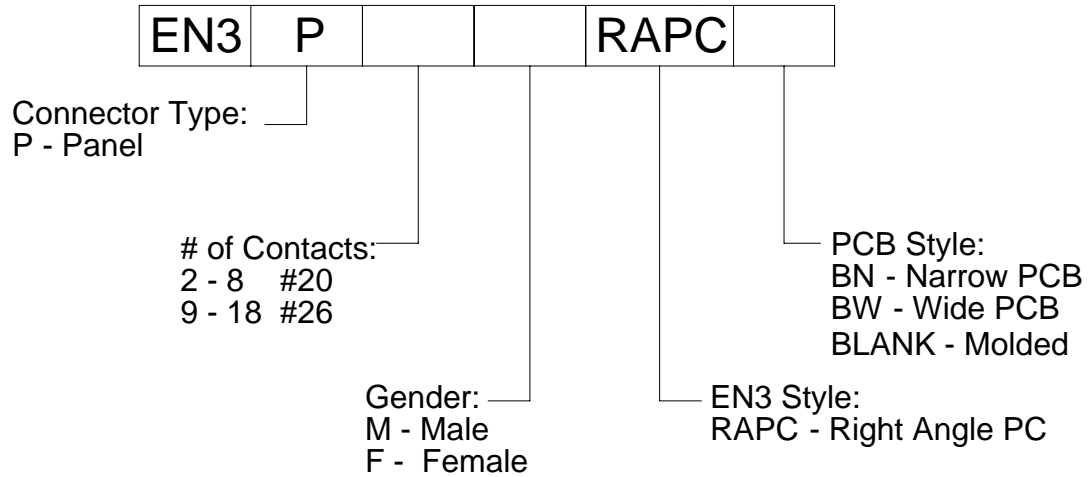 EN3 P RAPC
Connector Type:
P - Panel
# of Contacts:
2 - 8 #20
9 - 18 #26
PCB Style:
BN - Narrow PCB
BW - Wide PCB
BLANK - Molded
Gender:
M - Male
F - Female
EN3 Style:
RAPC - Right Angle PC